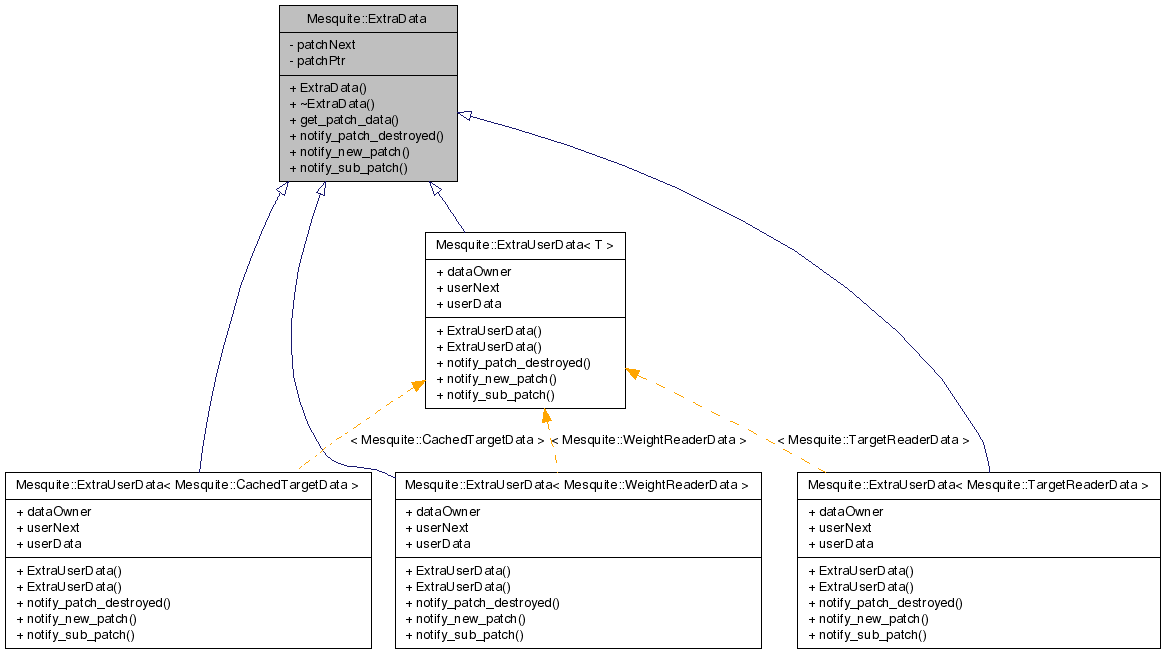 Mesquite::ExtraData
- patchNext
- patchPtr
+ ExtraData()
+ ~ExtraData()
+ get_patch_data()
+ notify_patch_destroyed()
+ notify_new_patch()
+ notify_sub_patch()
Mesquite::ExtraUserData< T >
+ dataOwner
+ userNext
+ userData
+ ExtraUserData()
+ ExtraUserData()
+ notify_patch_destroyed()
+ notify_new_patch()
+ notify_sub_patch()
< Mesquite::CachedTargetData >
< Mesquite::WeightReaderData >
< Mesquite::TargetReaderData >
Mesquite::ExtraUserData< Mesquite::CachedTargetData >
+ dataOwner
+ userNext
+ userData
+ ExtraUserData()
+ ExtraUserData()
+ notify_patch_destroyed()
+ notify_new_patch()
+ notify_sub_patch()
Mesquite::ExtraUserData< Mesquite::WeightReaderData >
+ dataOwner
+ userNext
+ userData
+ ExtraUserData()
+ ExtraUserData()
+ notify_patch_destroyed()
+ notify_new_patch()
+ notify_sub_patch()
Mesquite::ExtraUserData< Mesquite::TargetReaderData >
+ dataOwner
+ userNext
+ userData
+ ExtraUserData()
+ ExtraUserData()
+ notify_patch_destroyed()
+ notify_new_patch()
+ notify_sub_patch()